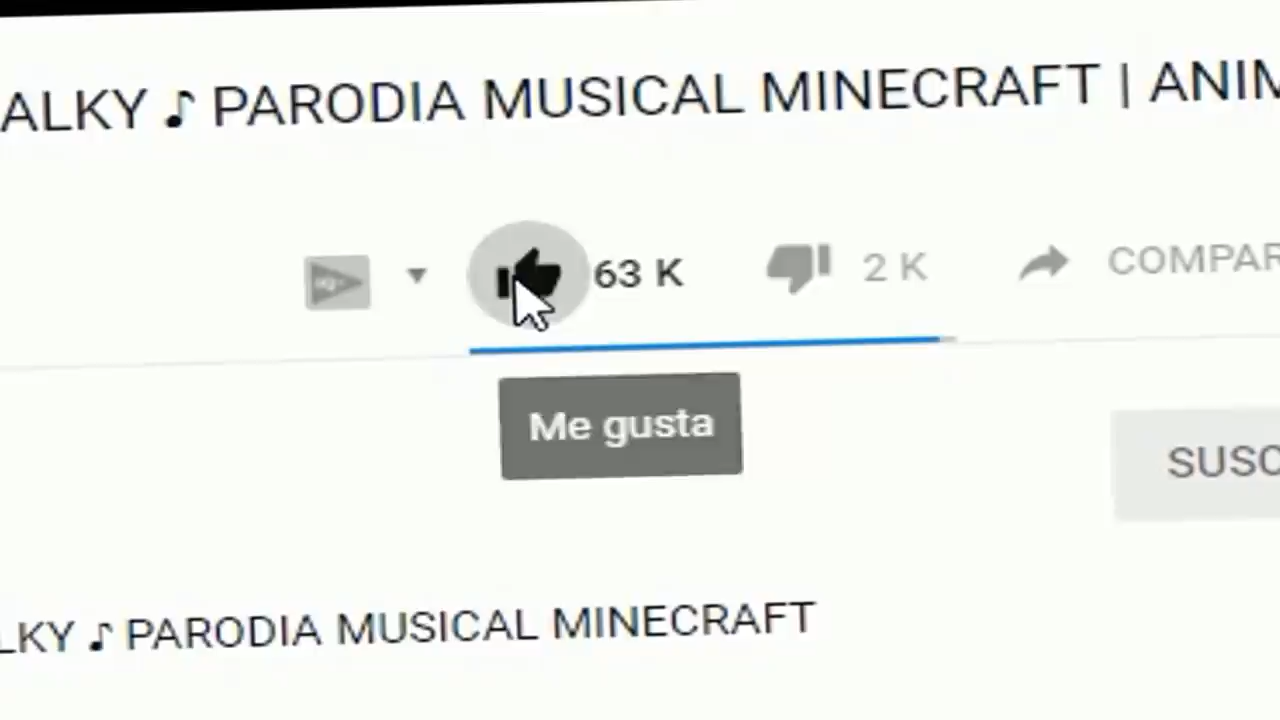 ALKY ♪ PARODIA MUSICAL MINECRAFT | ANIM
63 K 2 K COMPAR
Me gusta
SUSC
LKY ♪ PARODIA MUSICAL MINECRAFT